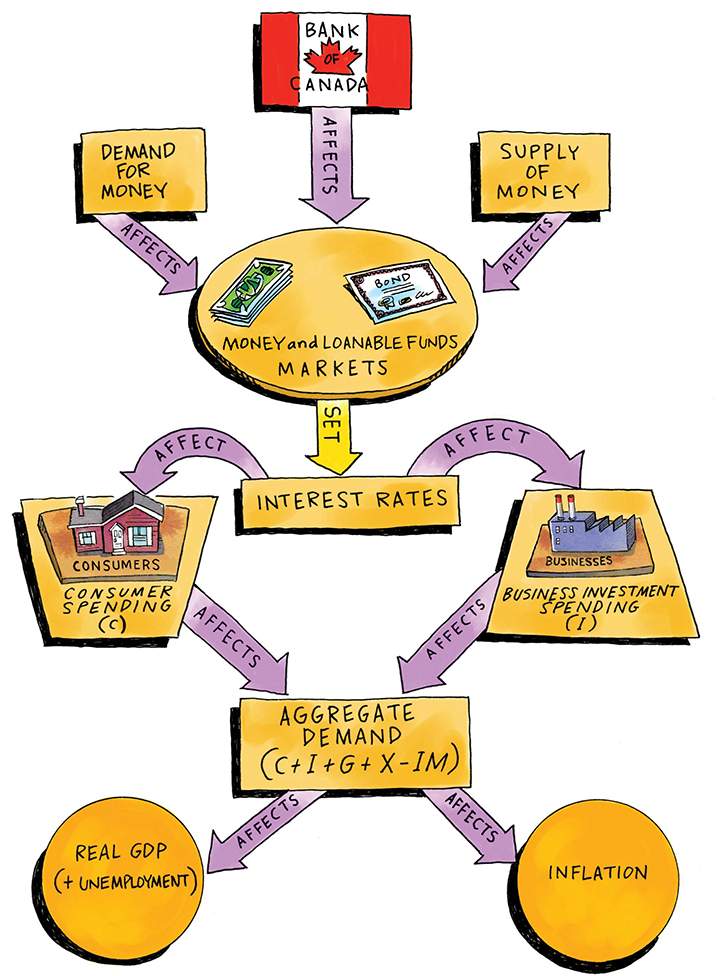 BANK
OF
CANADA
AFFECTS
DEMAND
FOR
MONEY
SUPPLY
OF
MONEY
AFFECTS
AFFECTS
BOND
MONEY and LOANABLE FUNDS
MARKETS
SET
AFFECT
AFFECT
INTEREST RATES
CONSUMERS
CONSUMER
SPENDING
(C)
BUSINESSES
BUSINESS INVESTMENT
SPENDING
(I)
AFFECTS
AFFECTS
AGGREGATE
DEMAND
(C+I+G+X-IM)
AFFECTS
AFFECTS
REAL GDP
(+ UNEMPLOYMENT)
INFLATION